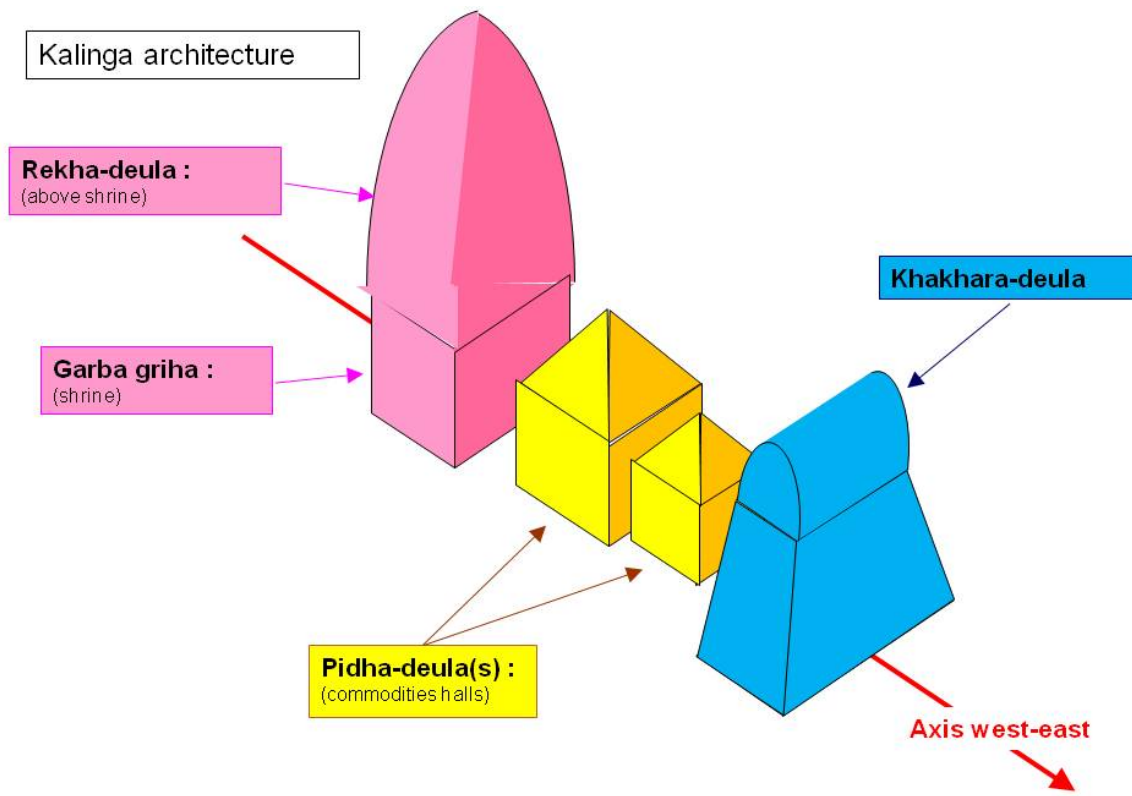 Kalinga architecture
Rekha-deula :
(above shrine)
Khakhara-deula
Garba griha :
(shrine)
Pidha-deula(s) :
(commodities halls)
Axis west-east